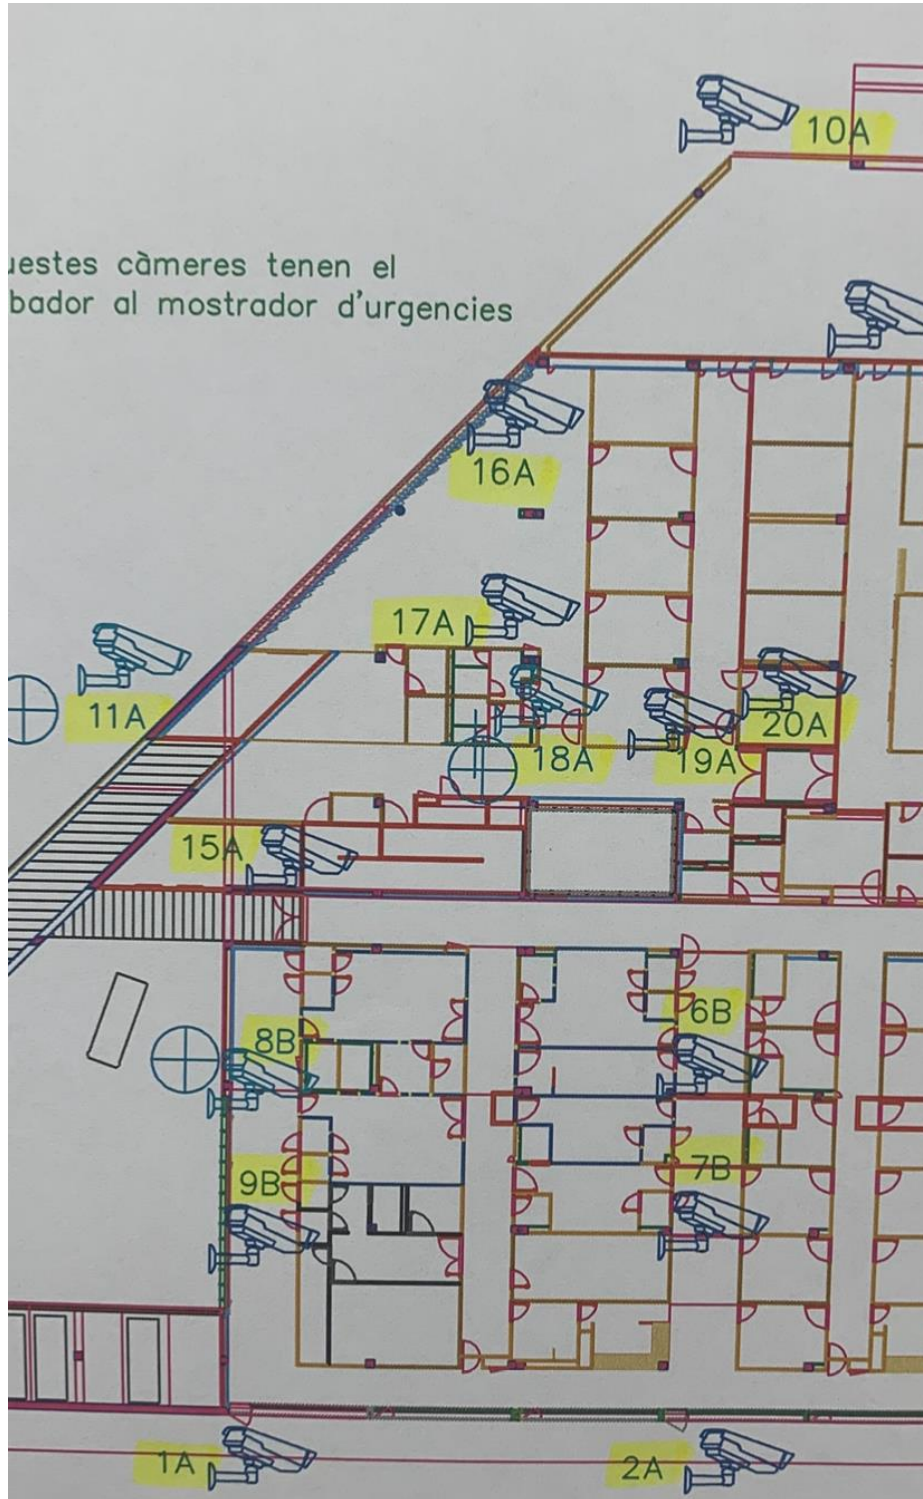 10A
uestes càmeres tenen el
bador al mostrador d'urgencies
16A
17A
11A
18A
19A
20A
15A
8B
6B
9B
7B
1A
2A